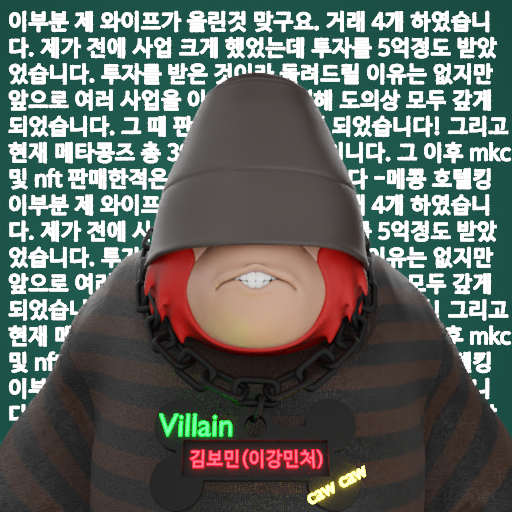 이부분 제 와이프가 올린것 맞구요. 거래 4개 하였습니
다. 제가 전에 사업 크게 했었는데 투자를 5억정도 받았
었습니다. 투자를 받은 것이라 돌려드릴 이유는 없지만
앞으로 여러 사업을 이 해 도의상 모두 갚게
되었습니다. 그 때 판 되었습니다! 그리고
현재 메타콩즈 총 3 입니다. 그 이후 mkc
및 nft 판매한적은 다 -메콩 호텔킹
이부분 제 와이프 4개 하였습니
다. 제가 전에 사 5억정도 받았
었습니다. 투 이유는 없지만
앞으로 여러 모두 갚게
되었습니 ! 그리고
현재 메 후 mkc
및 nft 호텔킹
이부 하였습니
다.
Villain
김보민(이강민처)
caw caw